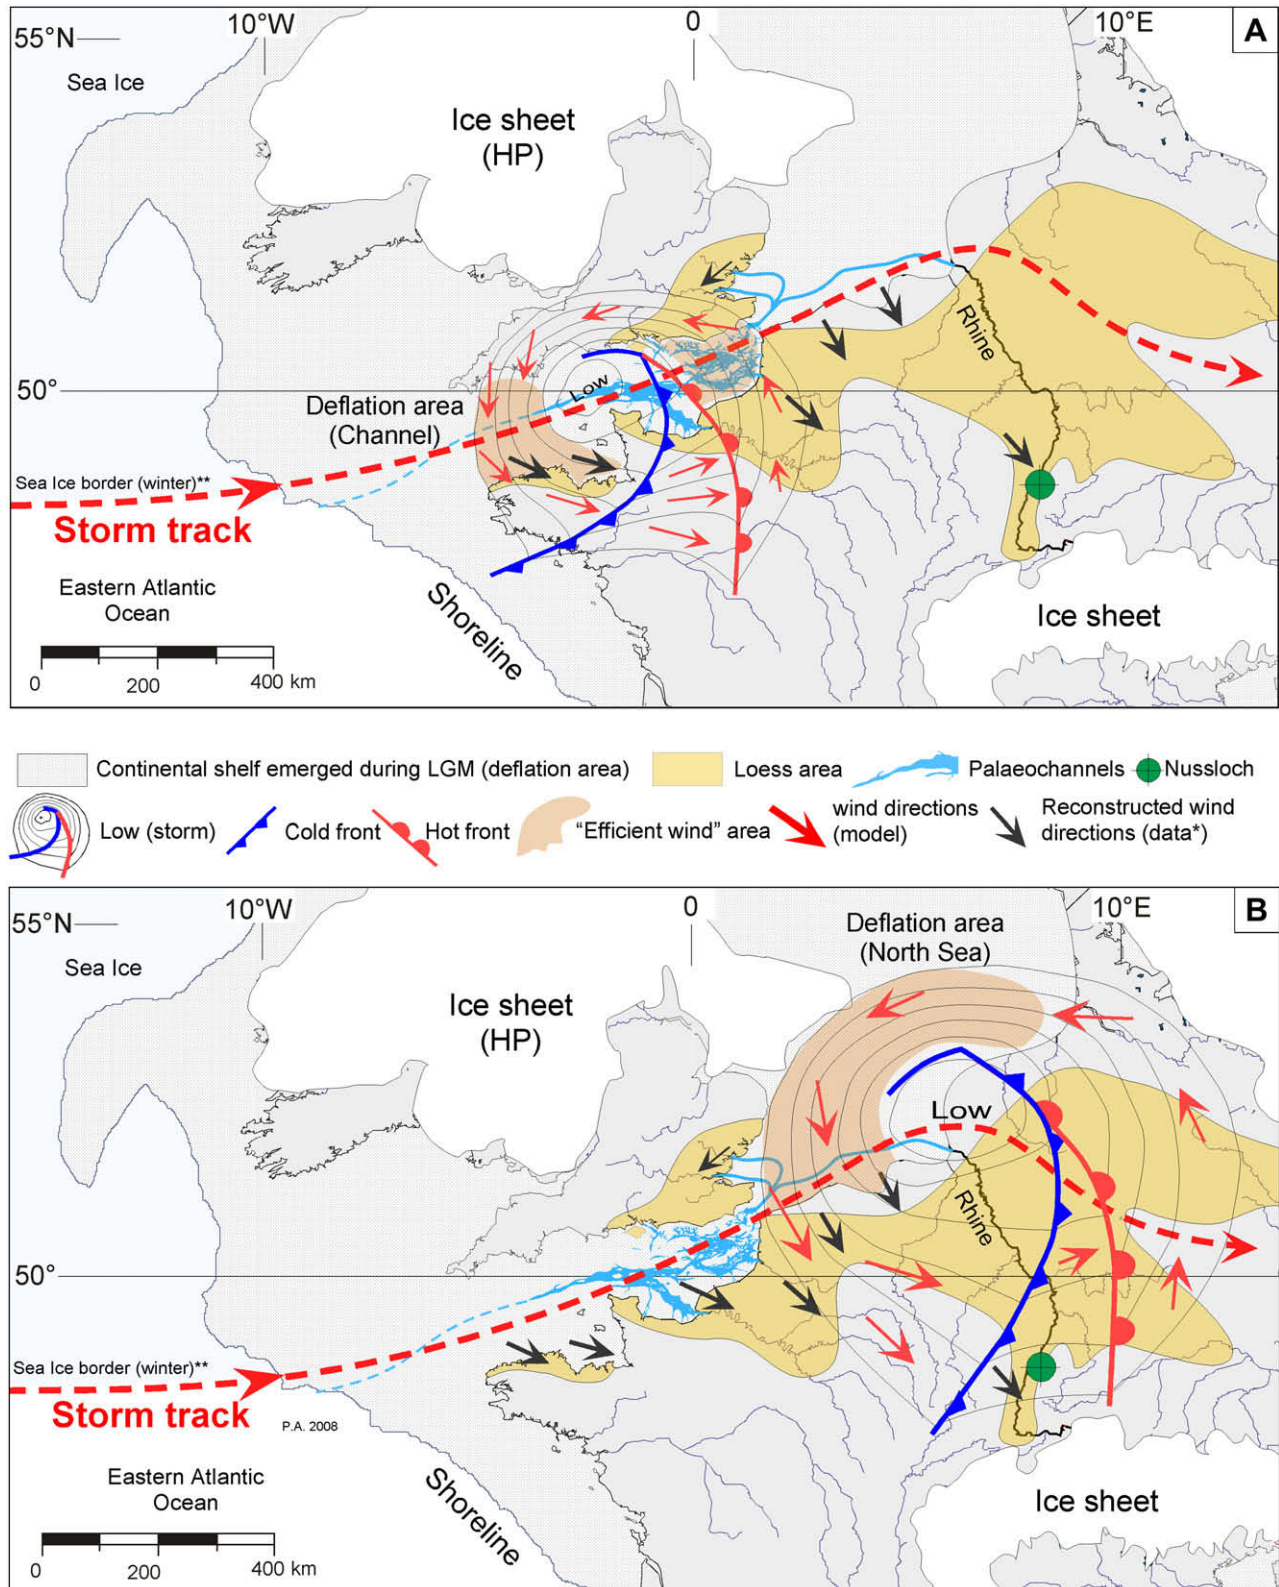 10°W
0
10°E
A
55°N
Sea Ice
Ice sheet
(HP)
Rhine
Low
50°
Deflation area
(Channel)
Sea Ice border (winter)**
Storm track
Eastern Atlantic
Ocean
Shoreline
Ice sheet
0
200
400 km
Continental shelf emerged during LGM (deflation area)
Loess area
Palaeochannels
Nussloch
Low (storm)
Cold front
Hot front
"Efficient wind" area
wind directions
(model)
Reconstructed wind
directions (data*)
10°W
0
10°E
B
55°N
Deflation area
(North Sea)
Sea Ice
Ice sheet
(HP)
Low
Rhine
50°
Sea Ice border (winter)**
Storm track
P.A. 2008
Eastern Atlantic
Ocean
Shoreline
Ice sheet
0
200
400 km